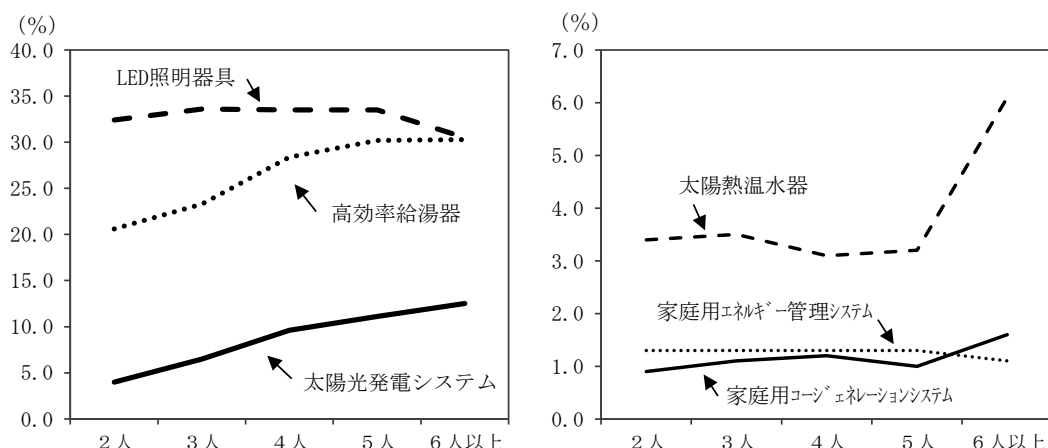 (%)
40.0
35.0
30.0
25.0
20.0
15.0
10.0
5.0
0.0
LED照明器具
高効率給湯器
太陽光発電システム
2人 3人 4人 5人 6人以上
(%)
7.0
6.0
5.0
4.0
3.0
2.0
1.0
0.0
太陽熱温水器
家庭用エネルギー管理システム
家庭用コージェネレーションシステム
2人 3人 4人 5人 6人以上